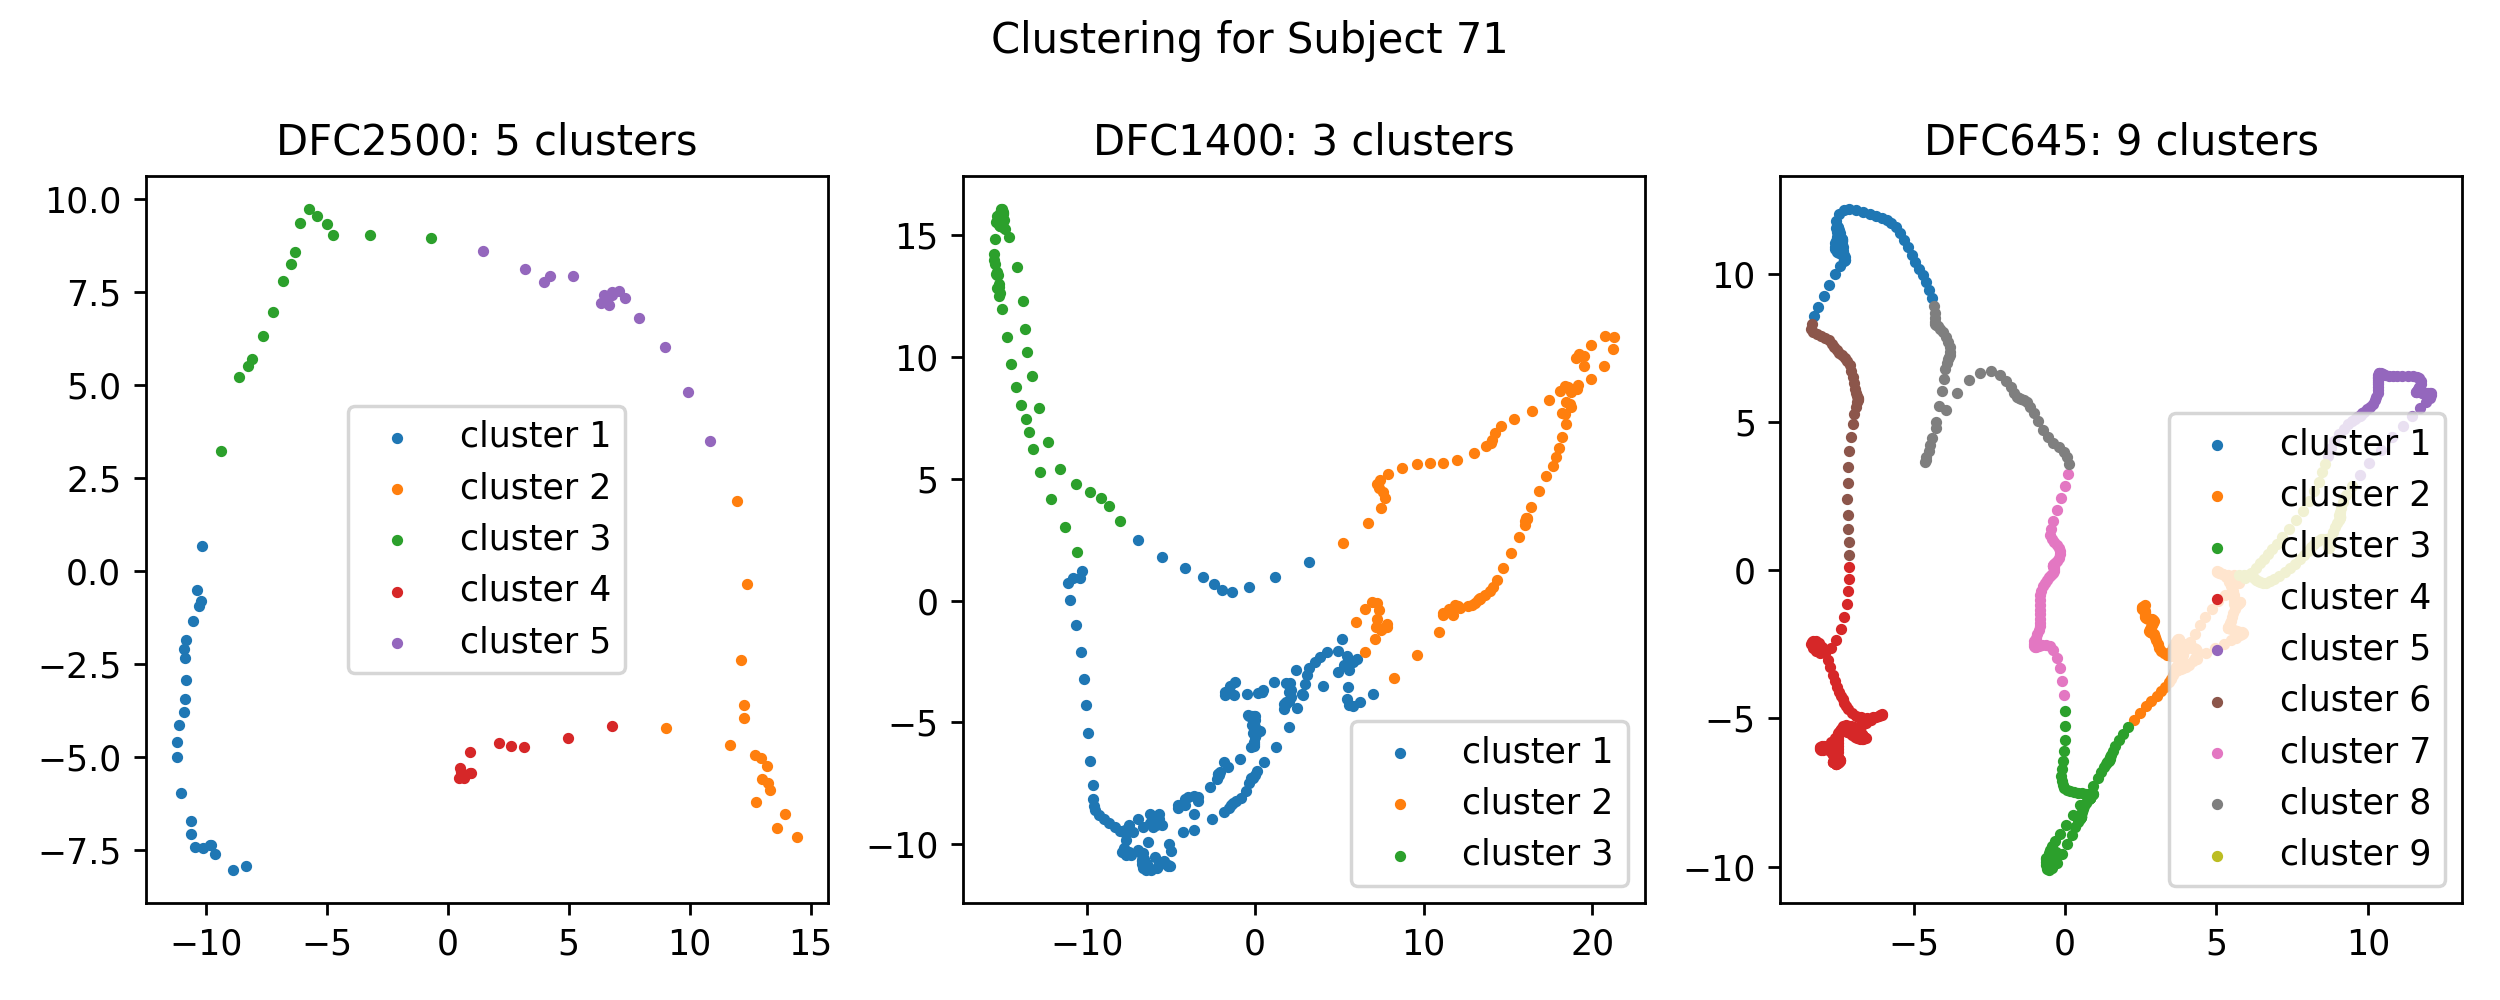 Clustering for Subject 71
DFC2500: 5 clusters
10.0
7.5
5.0
2.5
0.0
−2.5
−5.0
−7.5
−10
−5
0
5
10
15
cluster 1
cluster 2
cluster 3
cluster 4
cluster 5
DFC1400: 3 clusters
15
10
5
0
−5
−10
−10
0
10
20
cluster 1
cluster 2
cluster 3
DFC645: 9 clusters
10
5
0
−5
−10
−5
0
5
10
cluster 1
cluster 2
cluster 3
cluster 4
cluster 5
cluster 6
cluster 7
cluster 8
cluster 9